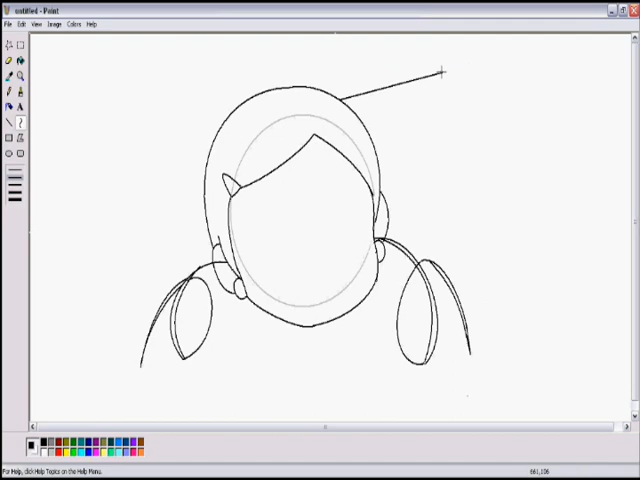 untitled - Paint
File Edit View Image Colors Help
For Help, click Help Topics on the Help Menu.
661,106